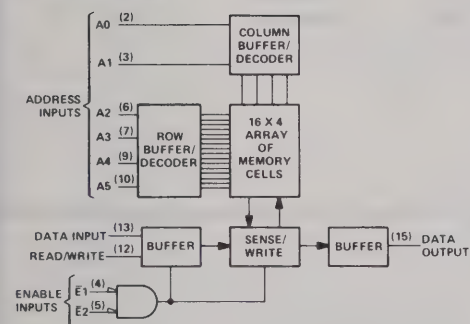 A0 (2)
COLUMN
BUFFER/
DECODER
A1 (3)
ADDRESS
INPUTS
A2 (6)
A3 (7)
A4 (9)
A5 (10)
ROW
BUFFER/
DECODER
16 X 4
ARRAY
OF
MEMORY
CELLS
DATA INPUT (13)
READ/WRITE (12)
BUFFER
SENSE/
WRITE
BUFFER
(15) DATA
OUTPUT
ENABLE
INPUTS
E1 (4)
E2 (5)